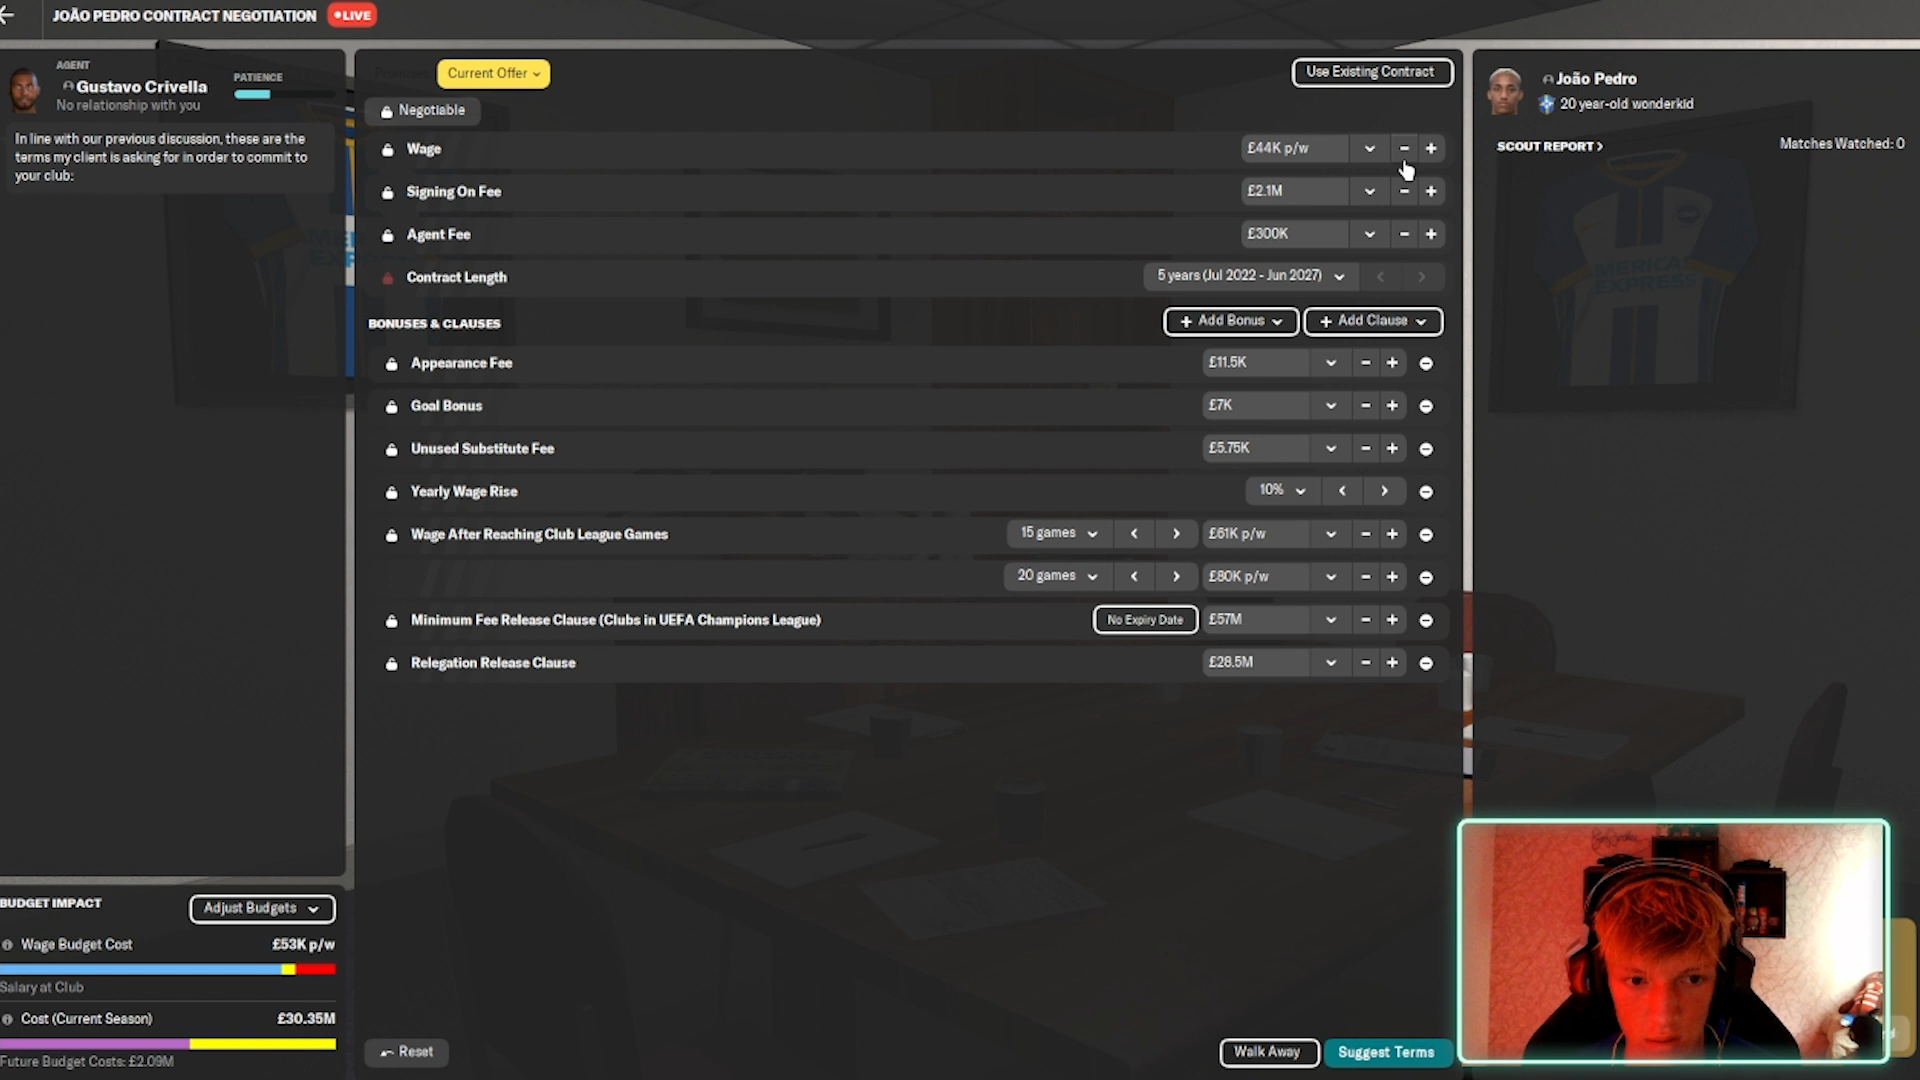 JOÃO PEDRO CONTRACT NEGOTIATION
LIVE
AGENT
Gustavo Crivella
No relationship with you
PATIENCE
In line with our previous discussion, these are the
terms my client is asking for in order to commit to
your club:
Current Offer
Use Existing Contract
Negotiable
Wage
£44K p/w
Signing On Fee
£2.1M
Agent Fee
£300K
Contract Length
5 years (Jul 2022 - Jun 2027)
BONUSES & CLAUSES
+ Add Bonus
+ Add Clause
Appearance Fee
£11.5K
Goal Bonus
£7K
Unused Substitute Fee
£5.75K
Yearly Wage Rise
10%
Wage After Reaching Club League Games
15 games
£61K p/w
20 games
£80K p/w
Minimum Fee Release Clause (Clubs in UEFA Champions League)
No Expiry Date
£57M
Relegation Release Clause
£28.5M
João Pedro
20 year-old wonderkid
SCOUT REPORT >
Matches Watched: 0
AMERICAN
EXPRESS
BUDGET IMPACT
Adjust Budgets
Wage Budget Cost
£53K p/w
Salary at Club
Cost (Current Season)
£30.35M
Future Budget Costs: £2.09M
Reset
Walk Away
Suggest Terms